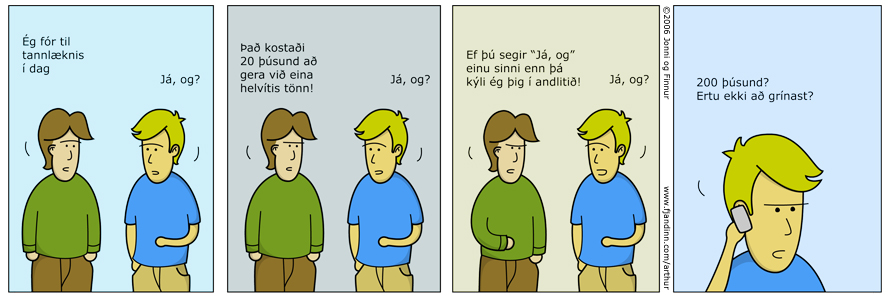 Ég fór til
tannlæknis
í dag
Já, og?
Það kostaði
20 þúsund að
gera við eina
helvítis tönn!
Já, og?
Ef þú segir “Já, og”
einu sinni enn þá
kýli ég þig í andlitið!
Já, og?
©2006 Jonni og Finnur
www.fjandinn.com/arthur
200 þúsund?
Ertu ekki að grínast?